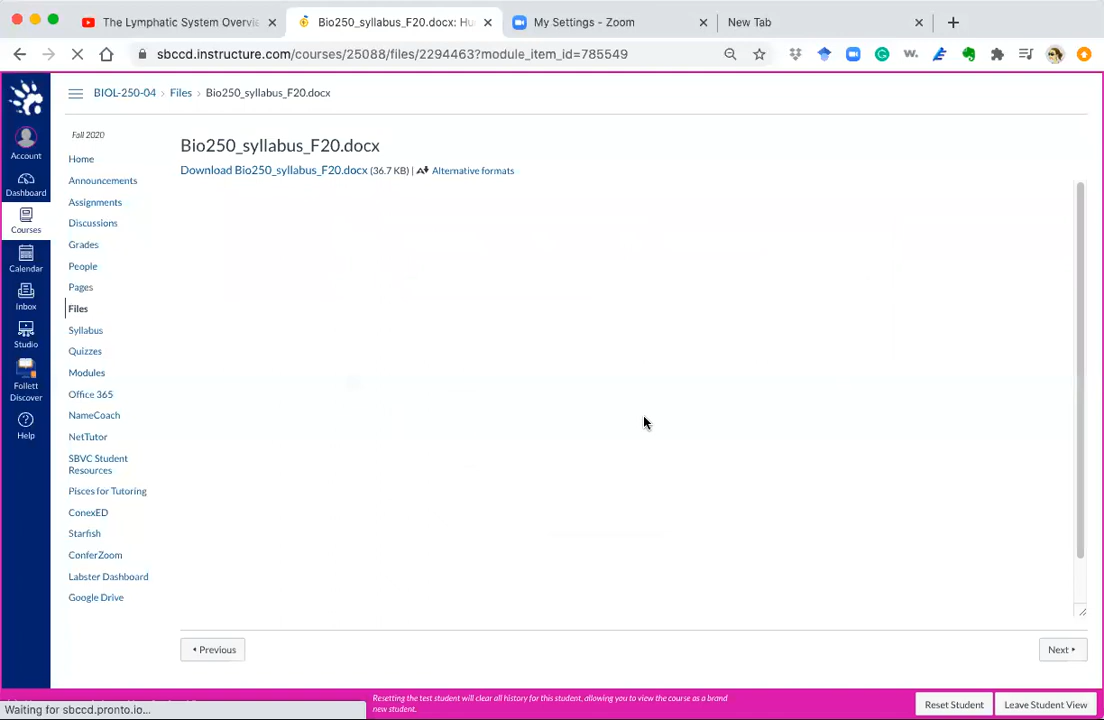 The Lymphatic System Overvi
Bio250_syllabus_F20.docx: Hu
My Settings - Zoom
New Tab
sbccd.instructure.com/courses/25088/files/2294463?module_item_id=785549
BIOL-250-04 › Files › Bio250_syllabus_F20.docx
Account
Dashboard
Courses
Calendar
Inbox
Studio
Follett
Discover
Help
Fall 2020
Home
Announcements
Assignments
Discussions
Grades
People
Pages
Files
Syllabus
Quizzes
Modules
Office 365
NameCoach
NetTutor
SBVC Student
Resources
Pisces for Tutoring
ConexED
Starfish
ConferZoom
Labster Dashboard
Google Drive
Bio250_syllabus_F20.docx
Download Bio250_syllabus_F20.docx (36.7 KB) | Alternative formats
Previous
Next
Waiting for sbccd.pronto.io...
Resetting the test student will clear all history for this student, allowing you to view the course as a brand
new student.
Reset Student
Leave Student View